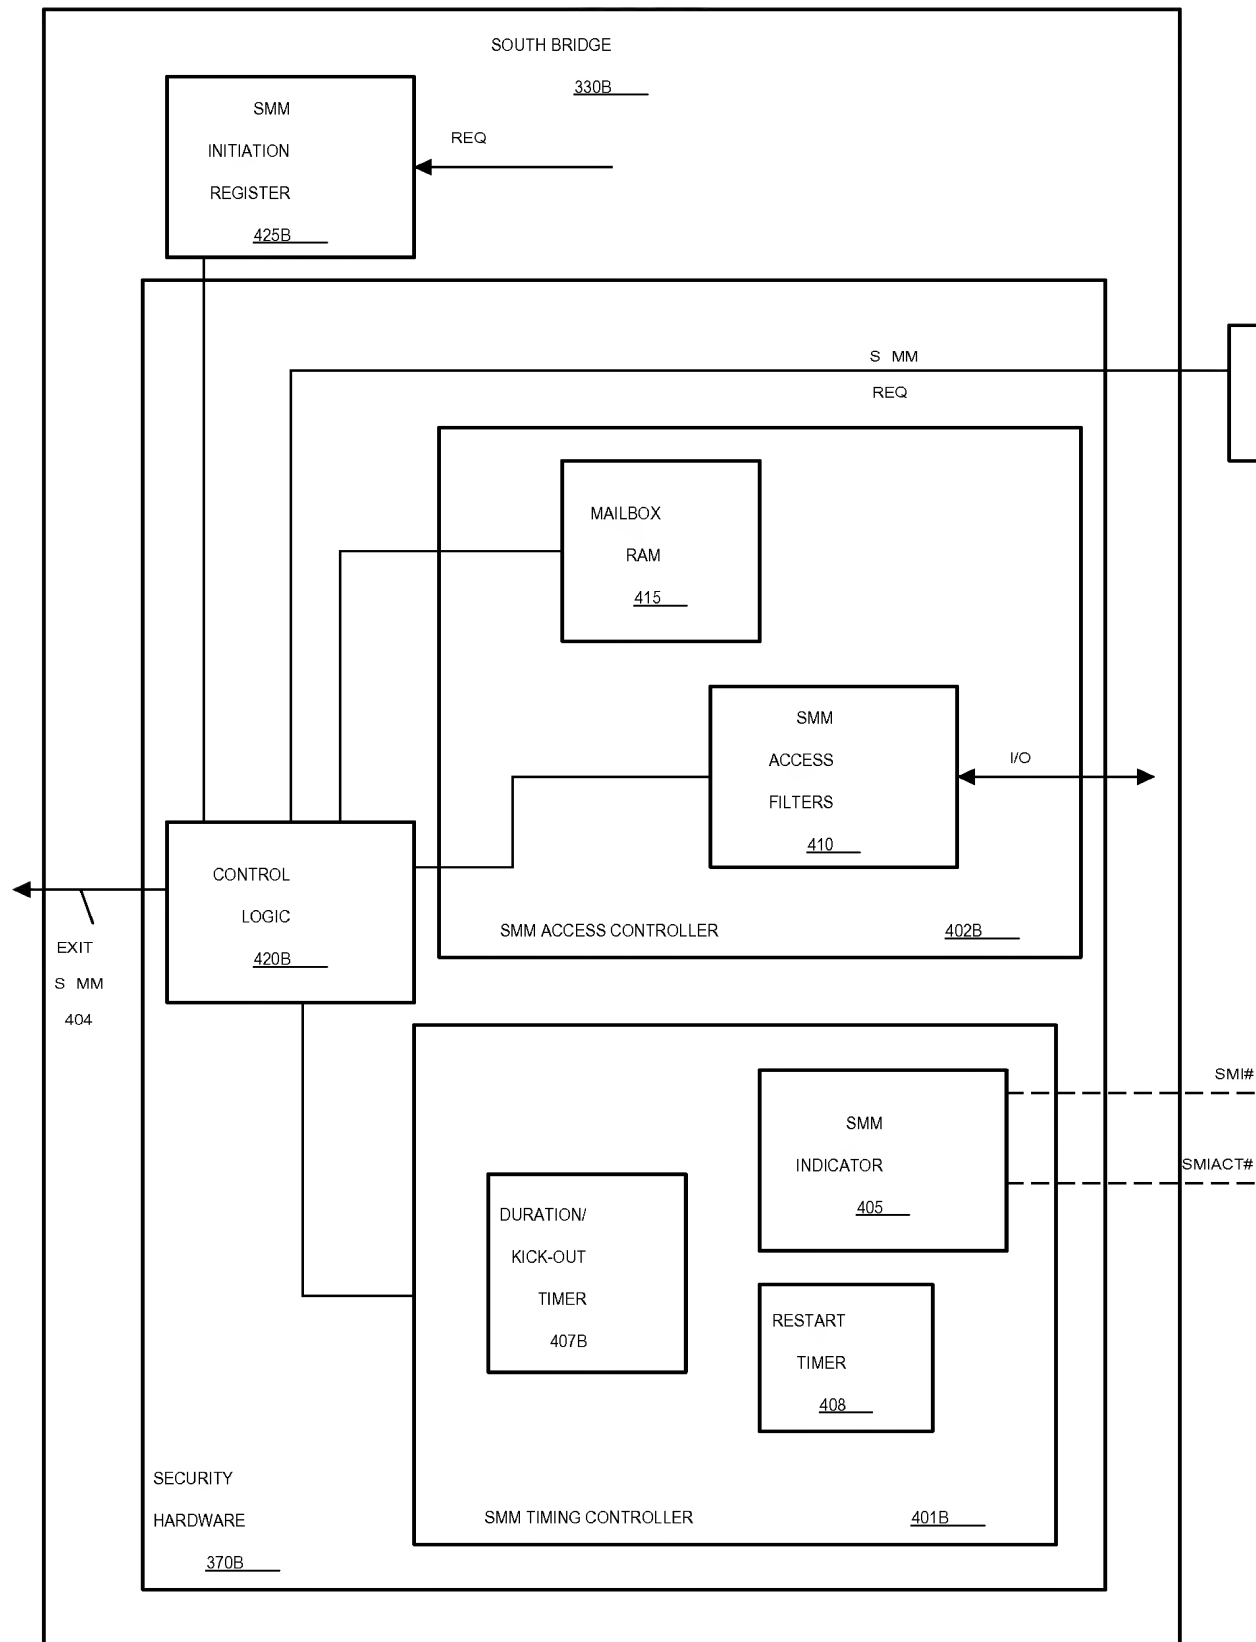 SOUTH BRIDGE
330B
SMM
INITIATION
REGISTER
425B
REQ
S MM
REQ
MAILBOX
RAM
415
SMM
ACCESS
FILTERS
410
I/O
CONTROL
LOGIC
420B
SMM ACCESS CONTROLLER
402B
EXIT
S MM
404
SMI#
SMM
INDICATOR
405
SMIACT#
DURATION/
KICK-OUT
TIMER
407B
RESTART
TIMER
408
SMM TIMING CONTROLLER
401B
SECURITY
HARDWARE
370B